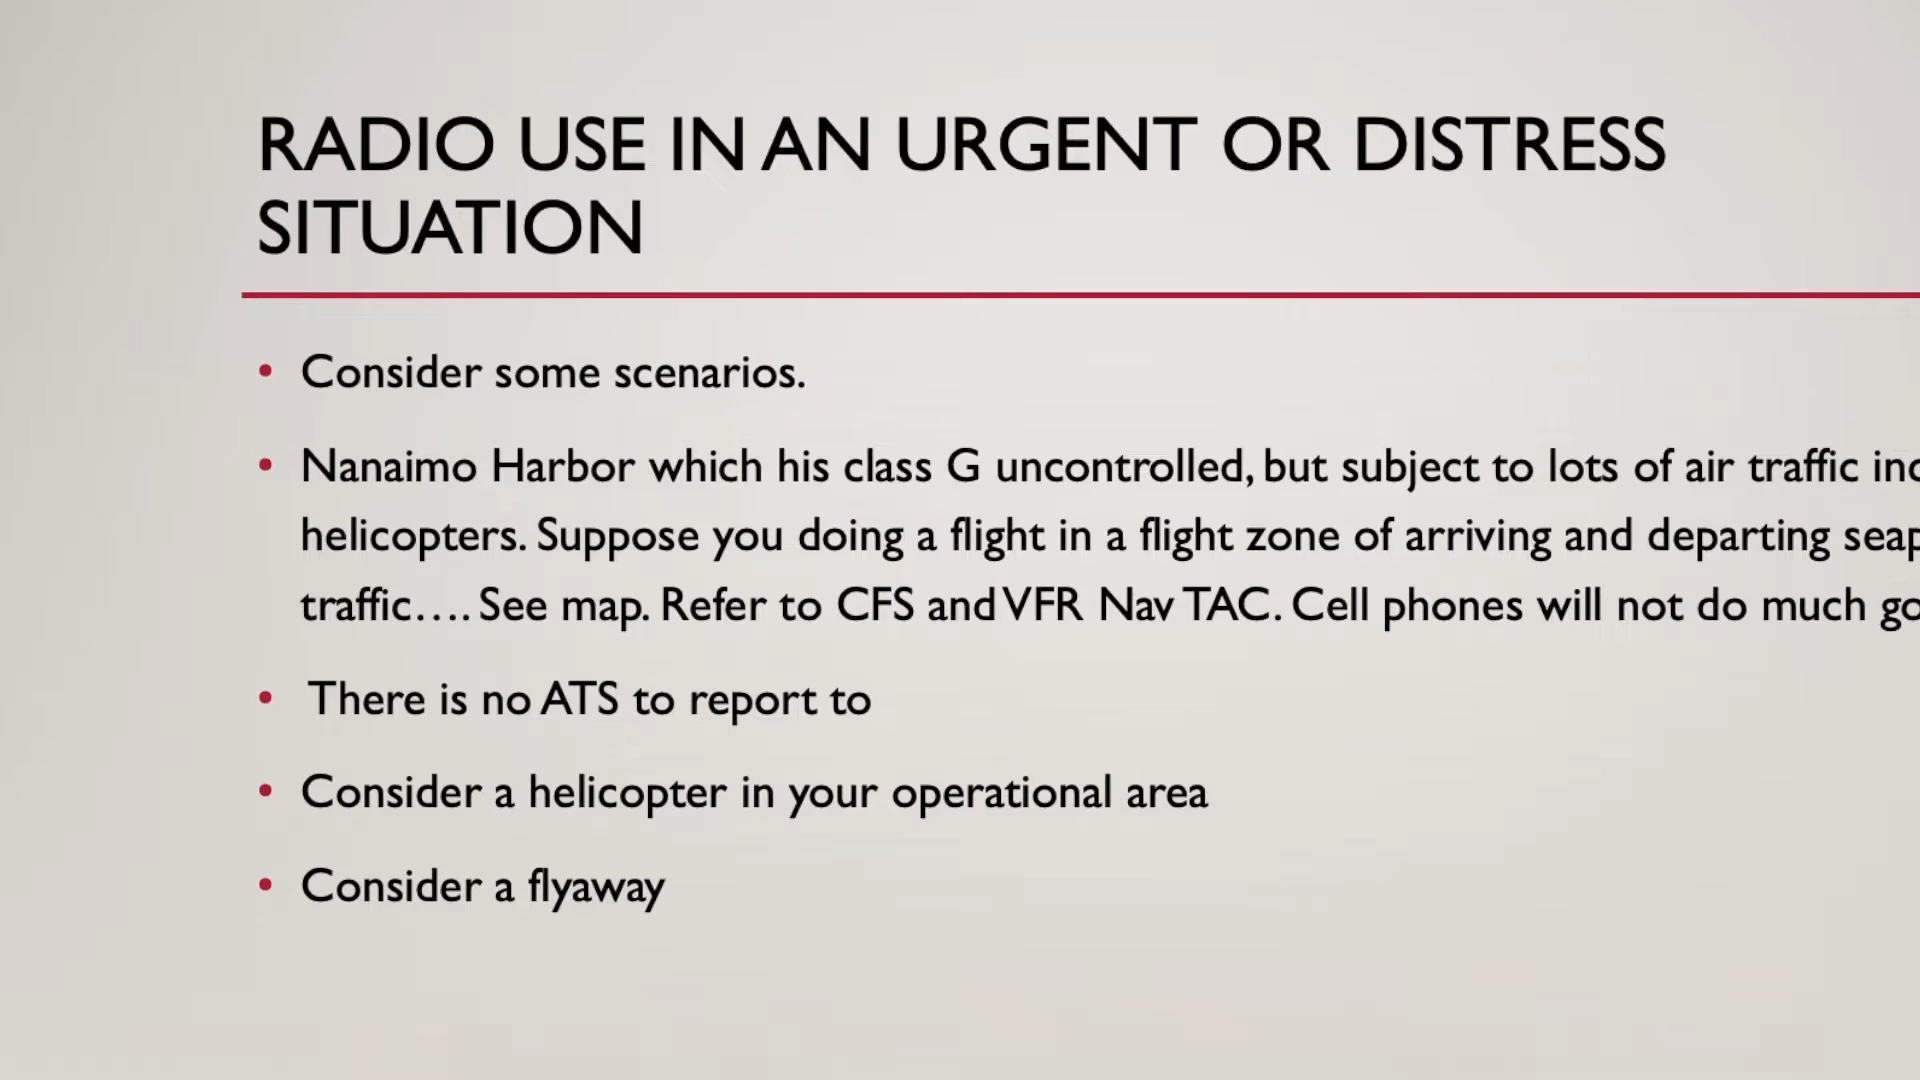 RADIO USE IN AN URGENT OR DISTRESS
SITUATION
• Consider some scenarios.
• Nanaimo Harbor which his class G uncontrolled, but subject to lots of air traffic
helicopters. Suppose you doing a flight in a flight zone of arriving and departing
traffic…. See map. Refer to CFS and VFR Nav TAC. Cell phones will not do much
• There is no ATS to report to
• Consider a helicopter in your operational area
• Consider a flyaway